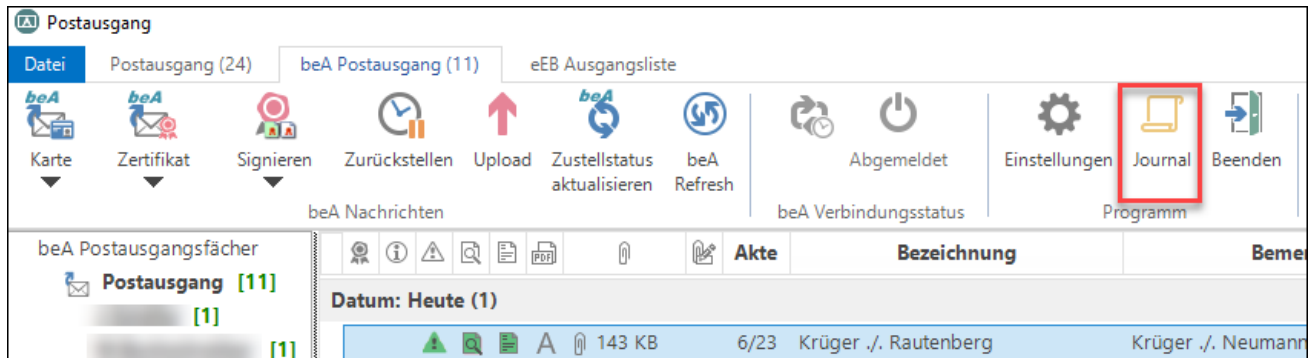 Postausgang
Datei Postausgang (24) beA Postausgang (11) eEB Ausgangsliste
beA beA beA
Karte Zertifikat Signieren Zurückstellen Upload Zustellstatus aktualisieren beA Refresh Abgemeldet Einstellungen Journal Beenden
beA Nachrichten beA Verbindungsstatus Programm
beA Postausgangsfächer
PDF Akte Bezeichnung Bemer
Postausgang [11]
Datum: Heute (1)
[1]
A 143 KB 6/23 Krüger ./. Rautenberg Krüger ./. Neumann
[1]